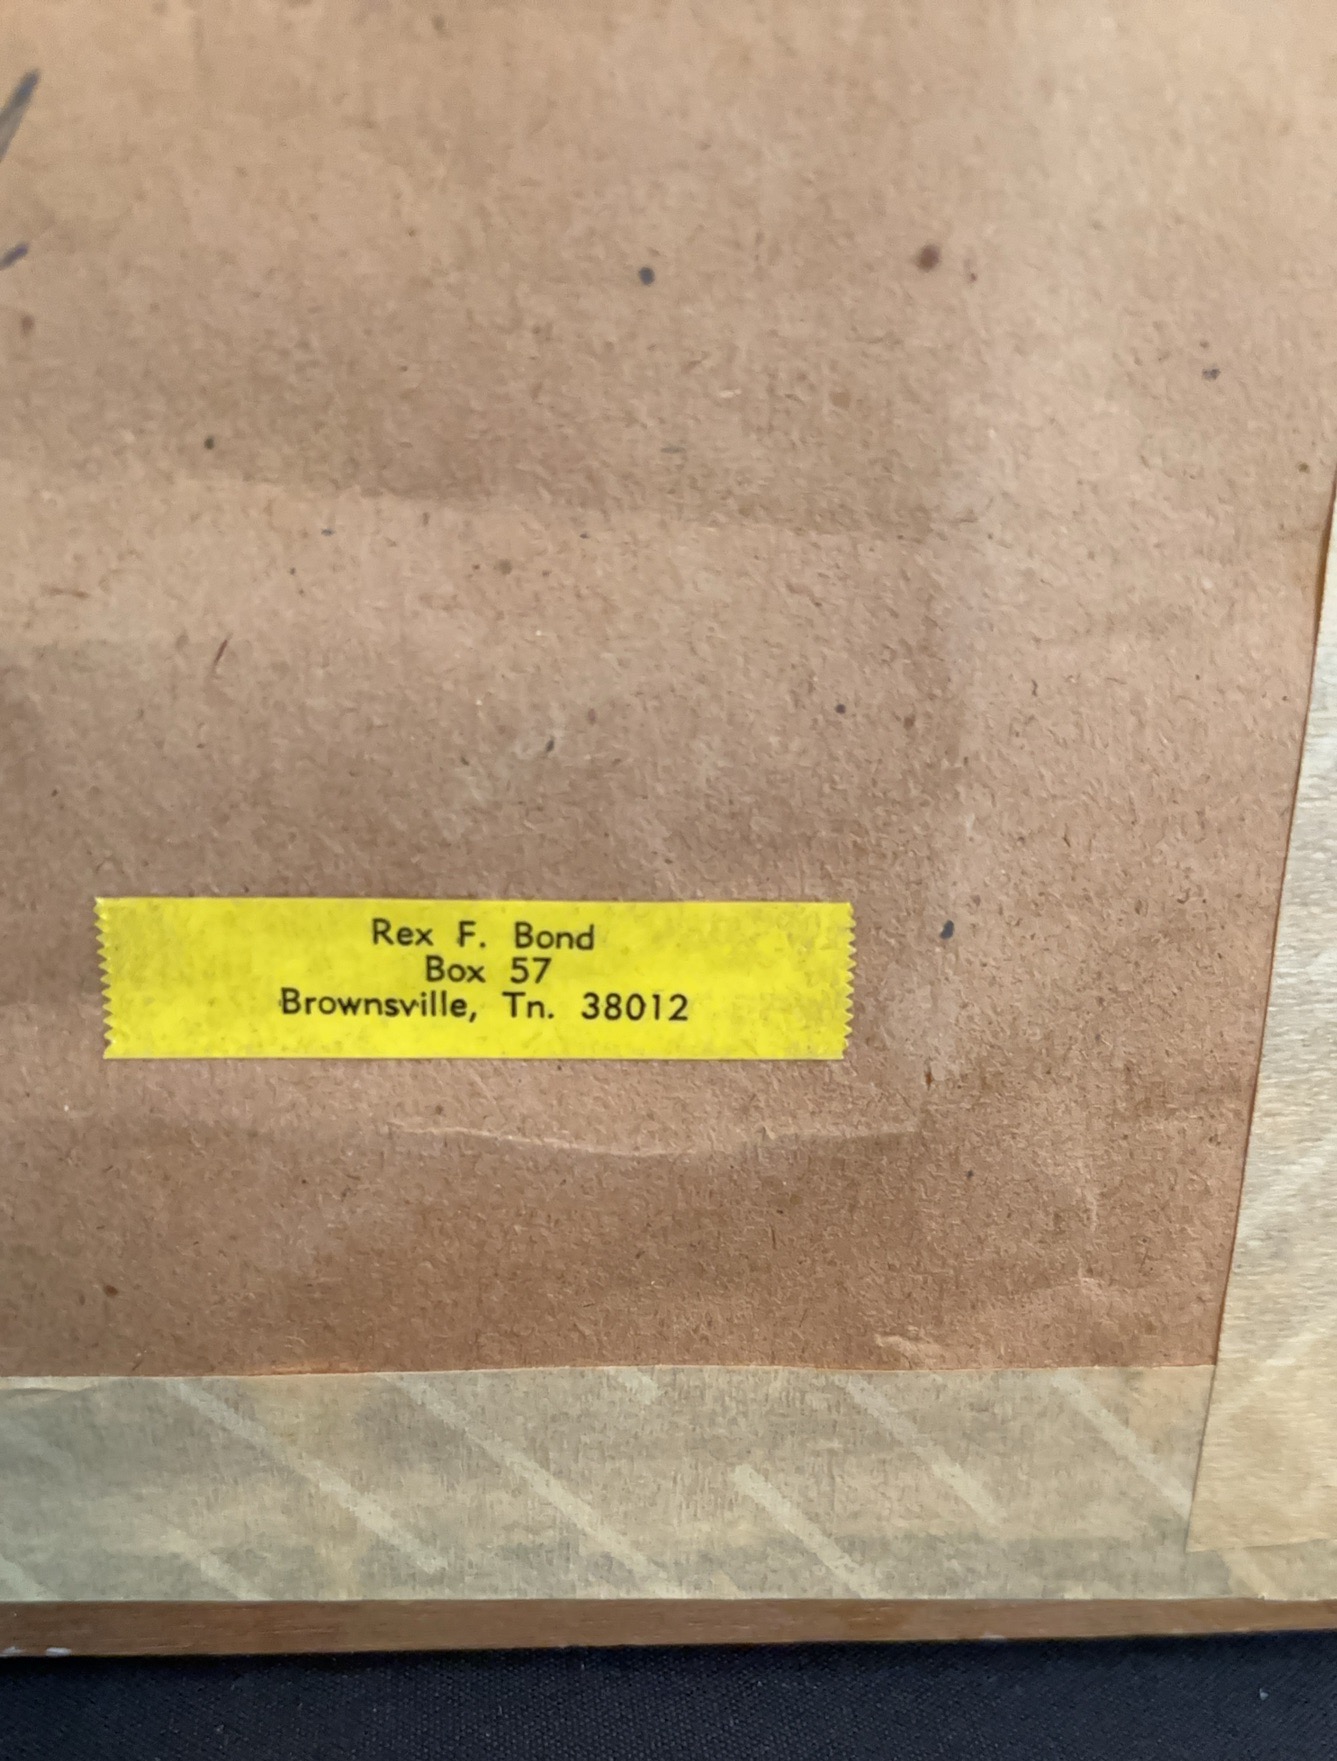 Rex F. Bond
Box 57
Brownsville, Tn. 38012